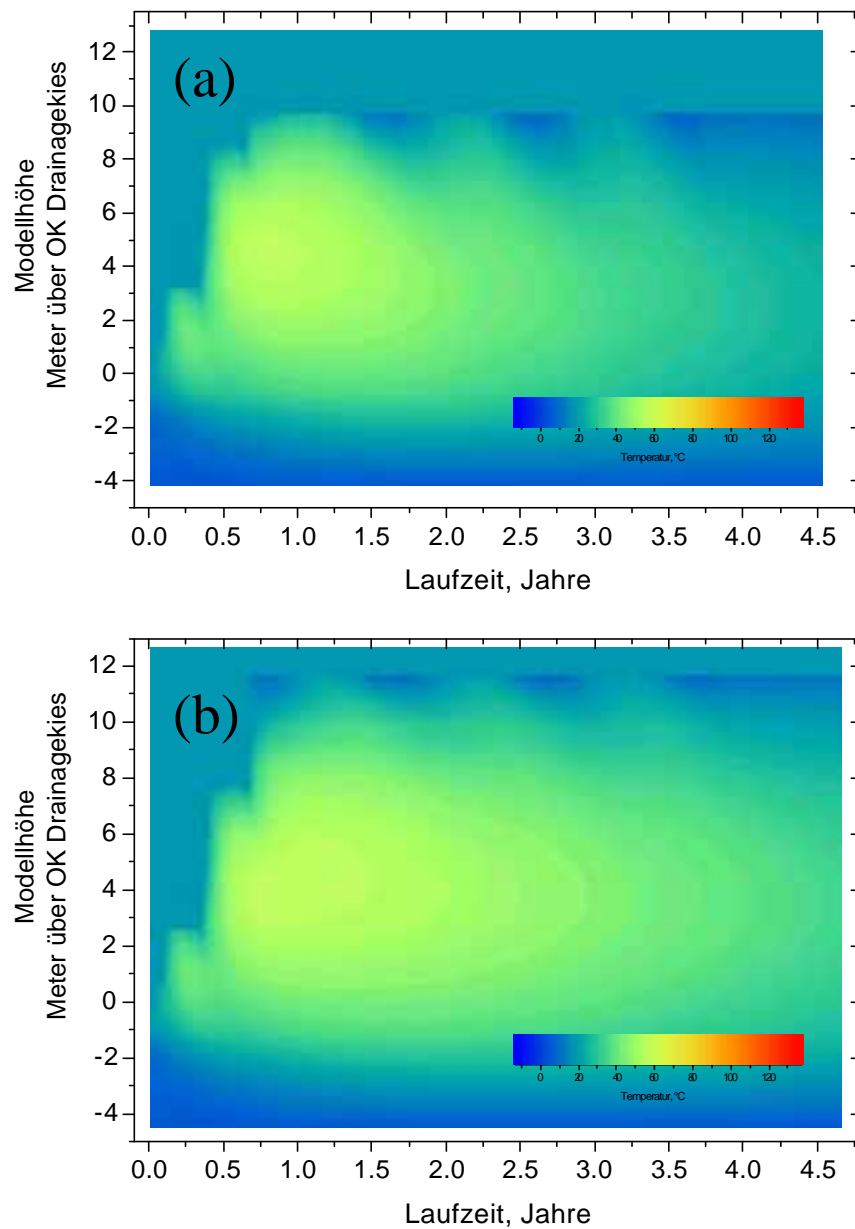 12
(a)
10
8
6
4
2
0
-2
-4
Modellhöhe
Meter über OK Drainagekies
0 20 40 60 80 100 120
Temperatur, °C
0.0 0.5 1.0 1.5 2.0 2.5 3.0 3.5 4.0 4.5
Laufzeit, Jahre
12
(b)
10
8
6
4
2
0
-2
-4
Modellhöhe
Meter über OK Drainagekies
0 20 40 60 80 100 120
Temperatur, °C
0.0 0.5 1.0 1.5 2.0 2.5 3.0 3.5 4.0 4.5
Laufzeit, Jahre